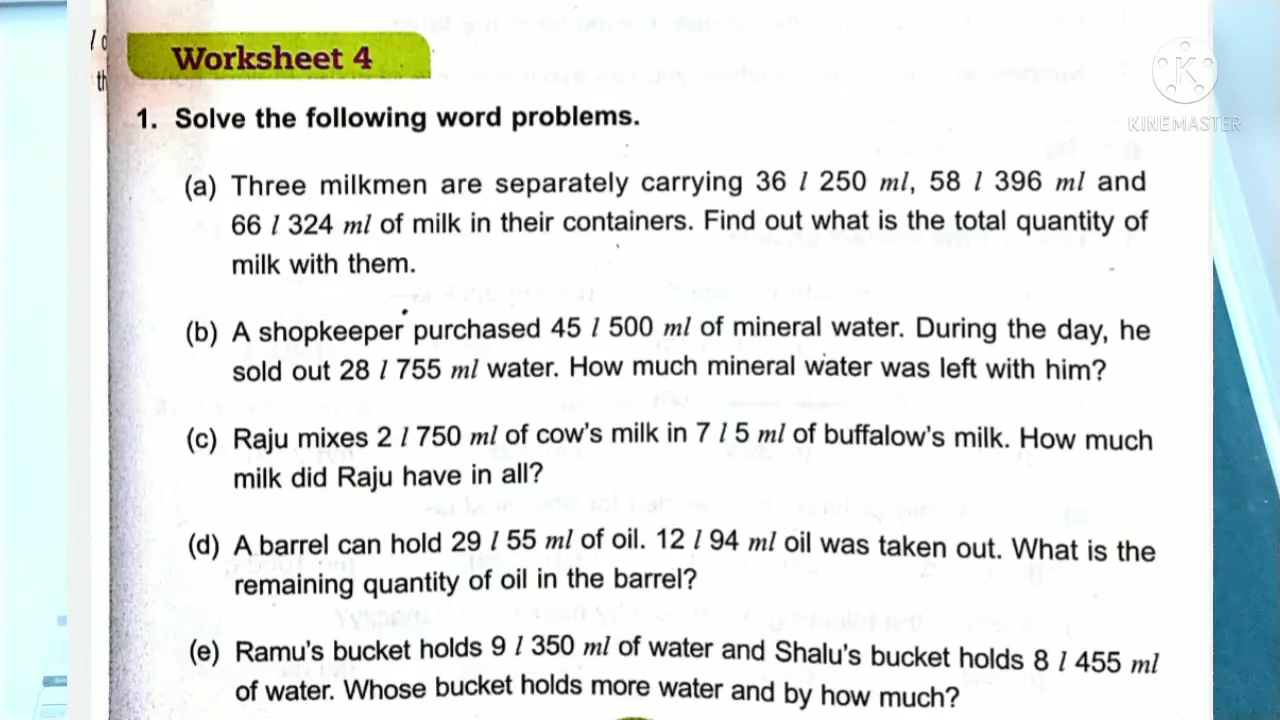 Worksheet 4
KINEMASTER
1. Solve the following word problems.
(a) Three milkmen are separately carrying 36 l 250 ml, 58 l 396 ml and
66 l 324 ml of milk in their containers. Find out what is the total quantity of
milk with them.
(b) A shopkeeper purchased 45 l 500 ml of mineral water. During the day, he
sold out 28 l 755 ml water. How much mineral water was left with him?
(c) Raju mixes 2 l 750 ml of cow's milk in 7 l 5 ml of buffalow's milk. How much
milk did Raju have in all?
(d) A barrel can hold 29 l 55 ml of oil. 12 l 94 ml oil was taken out. What is the
remaining quantity of oil in the barrel?
(e) Ramu's bucket holds 9 l 350 ml of water and Shalu's bucket holds 8 l 455 ml
of water. Whose bucket holds more water and by how much?